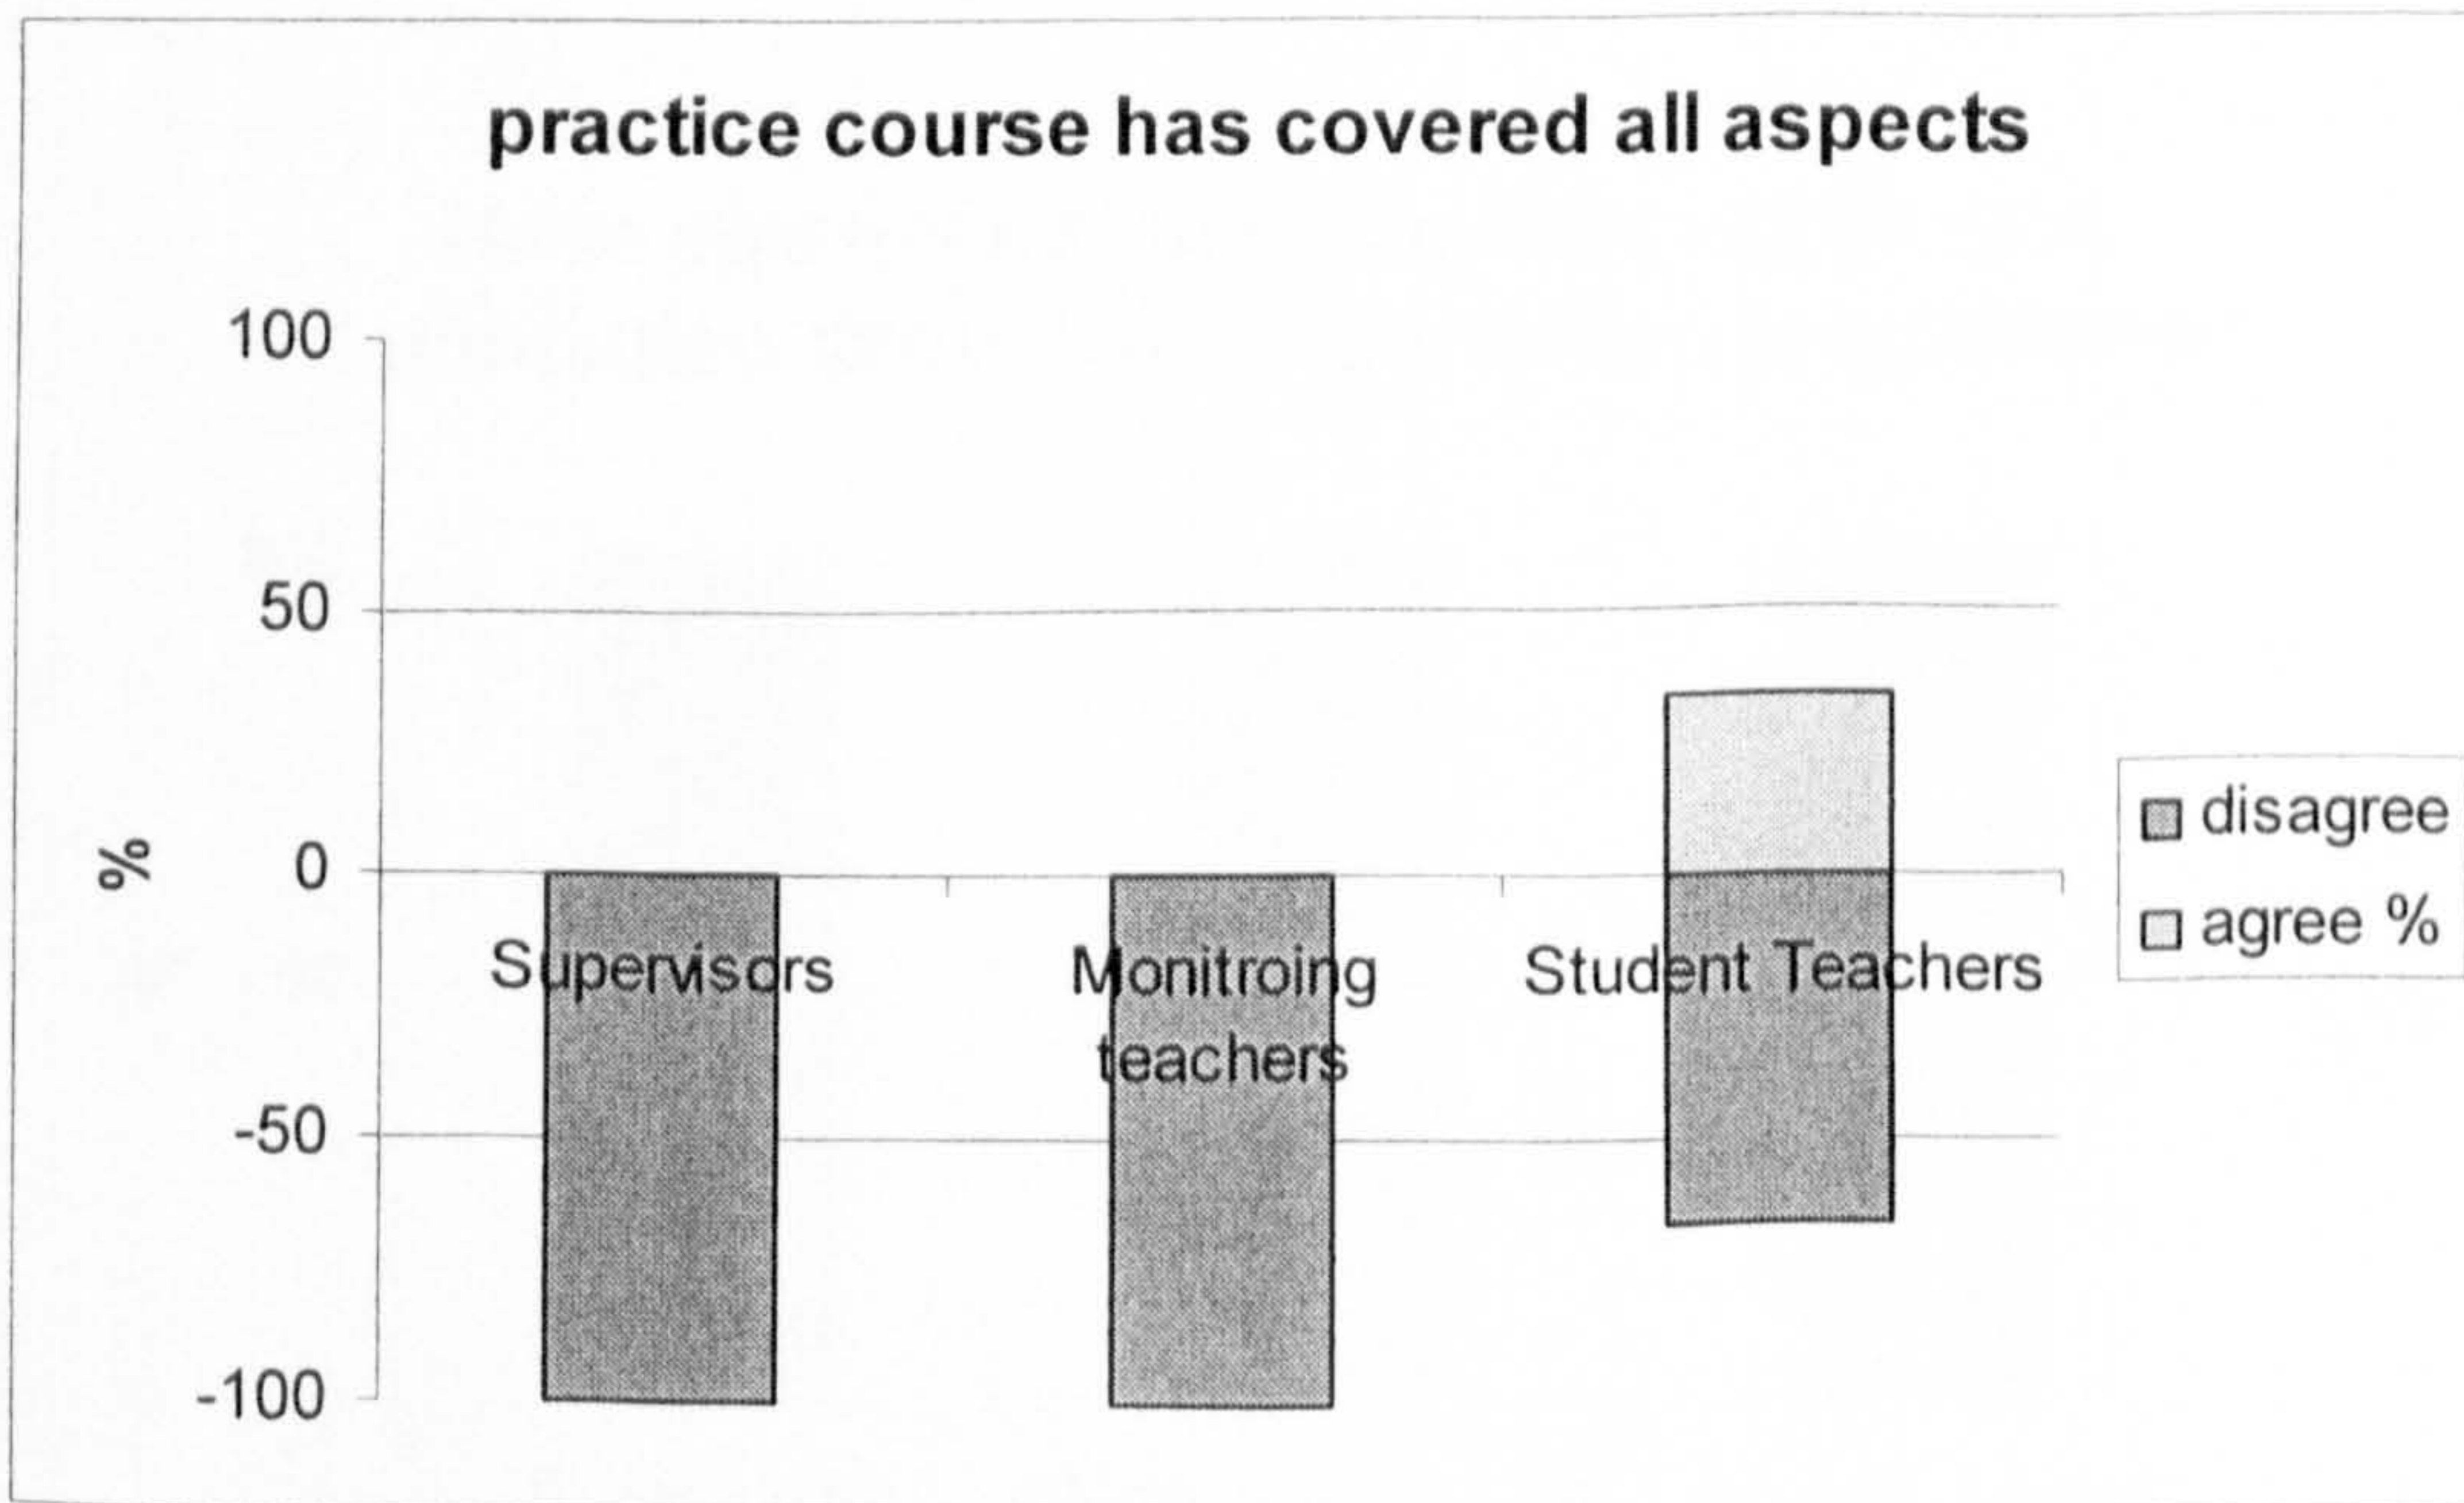 practice course has covered all aspects
100
50
0
-50
-100
%
Supervisors
Monitroing
teachers
Student Teachers
disagree
agree %